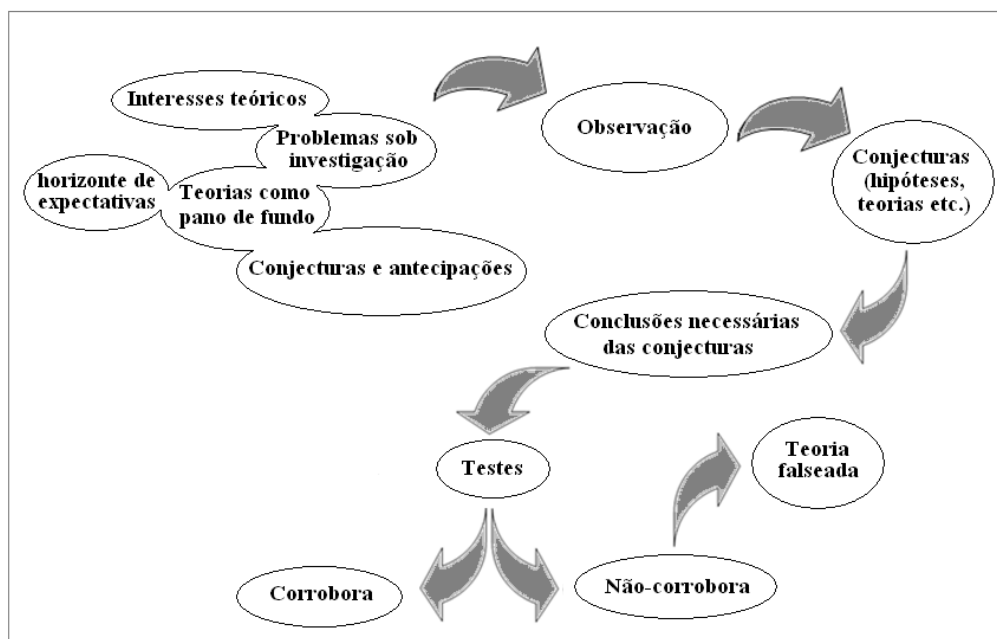 Interesses teóricos
Problemas sob
investigação
horizonte de
expectativas
Teorias como
pano de fundo
Conjecturas e antecipações
Observação
Conjecturas
(hipóteses,
teorias etc.)
Conclusões necessárias
das conjecturas
Testes
Teoria
falseada
Corrobora
Não-corrobora